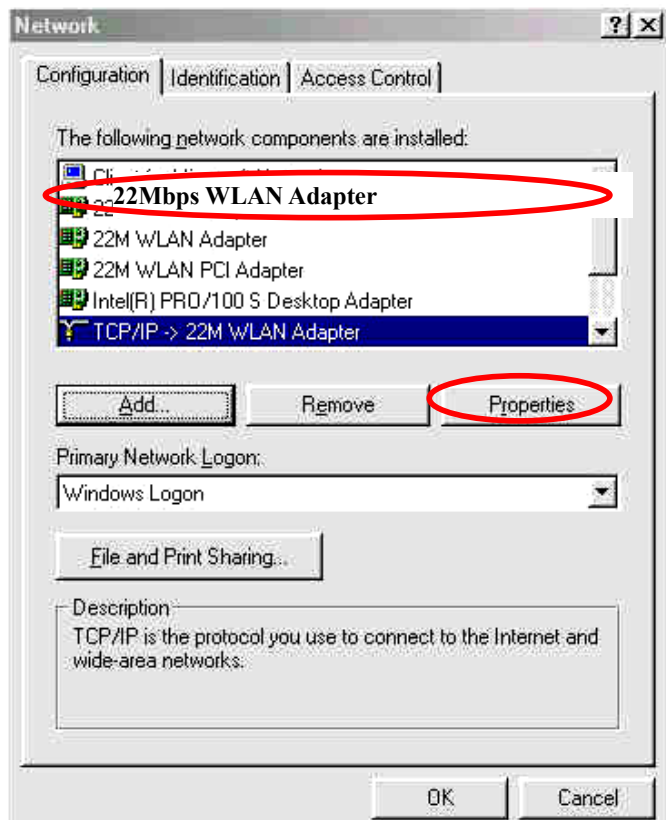 Network
Configuration Identification Access Control
The following network components are installed:
22Mbps WLAN Adapter
22M WLAN Adapter
22M WLAN PCI Adapter
Intel(R) PRO/100 S Desktop Adapter
TCP/IP -> 22M WLAN Adapter
Add... Remove Properties
Primary Network Logon:
Windows Logon
File and Print Sharing...
Description
TCP/IP is the protocol you use to connect to the Internet and
wide-area networks.
OK Cancel